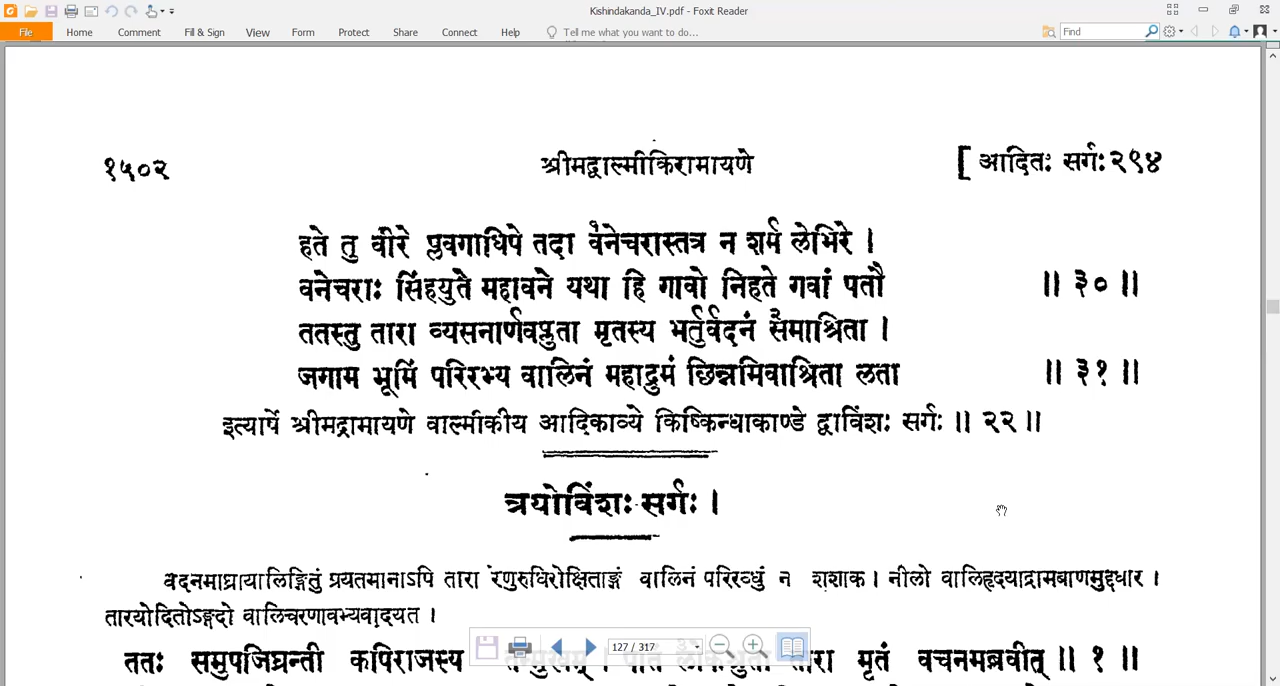 Kishindakanda_IV.pdf - Foxit Reader
File Home Comment Fill & Sign View Form Protect Share Connect Help Tell me what you want to do... Find
१५०२ श्रीमद्वाल्मीकिरामायणे [ आदितः सर्गः २९४
हते तु वीरे प्लवगाधिपे तदा वनेचरास्तत्र न शर्म लेभिरे ।
वनेचराः सिंहयुते महावने यथा हि गावो निहते गवां पतौ ॥ ३० ॥
ततस्तु तारा व्यसनार्णवप्लुता मृतस्य भर्तुर्वदनं समाश्रिता ।
जगाम भूमिं परिरभ्य वालिनं महाद्रुमं छिन्नमिवाश्रिता लता ॥ ३१ ॥
इत्यार्षे श्रीमद्रामायणे वाल्मीकीय आदिकाव्ये किष्किन्धाकाण्डे द्वाविंशः सर्गः ॥ २२ ॥
त्रयोविंशः सर्गः ।
वदनमाघ्रायालिङ्गितुं प्रयतमानाऽपि तारा रणुरुधिरोक्षिताङ्गं वालिनं परिरब्धुं न शशाक । नीलो वालिहृदयाद्रामबाणमुद्दधार ।
तारयोदितोऽङ्गदो वालिचरणावभ्यवादयत ।
127 / 317
ततः समुपजिघ्रन्ती कपिराजस्य तारा मृतं वचनमब्रवीत् ॥ १ ॥